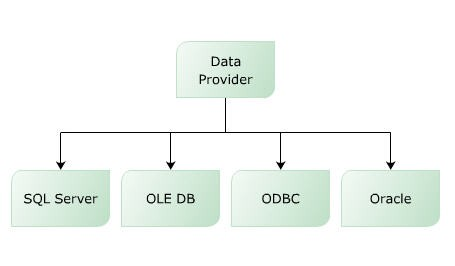 Data
Provider
SQL Server
OLE DB
ODBC
Oracle